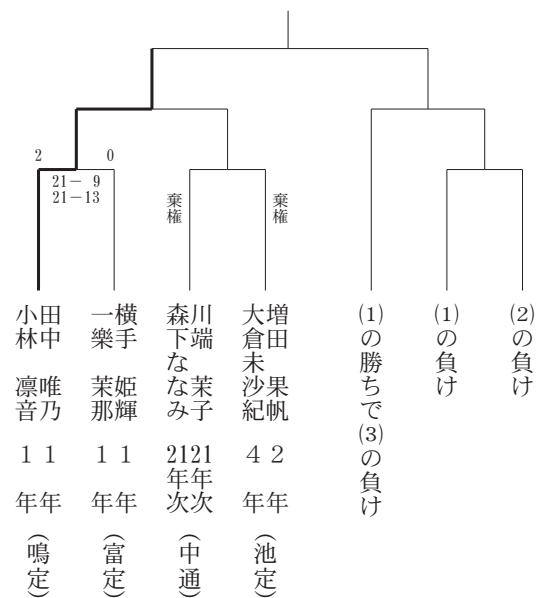 2 0
21－ 9
21－13
棄権
棄権
田中 唯乃 1 年
小林 凛音 1 年
（鳴定）
横手 姫輝 1 年
一樂 茉那 1 年
（富定）
川端 茉子 21年次
森下ななみ 21年次
（中通）
増田 果帆 2 年
大倉未沙紀 4 年
（池定）
(1)の勝ちで(3)の負け
(1)の負け
(2)の負け